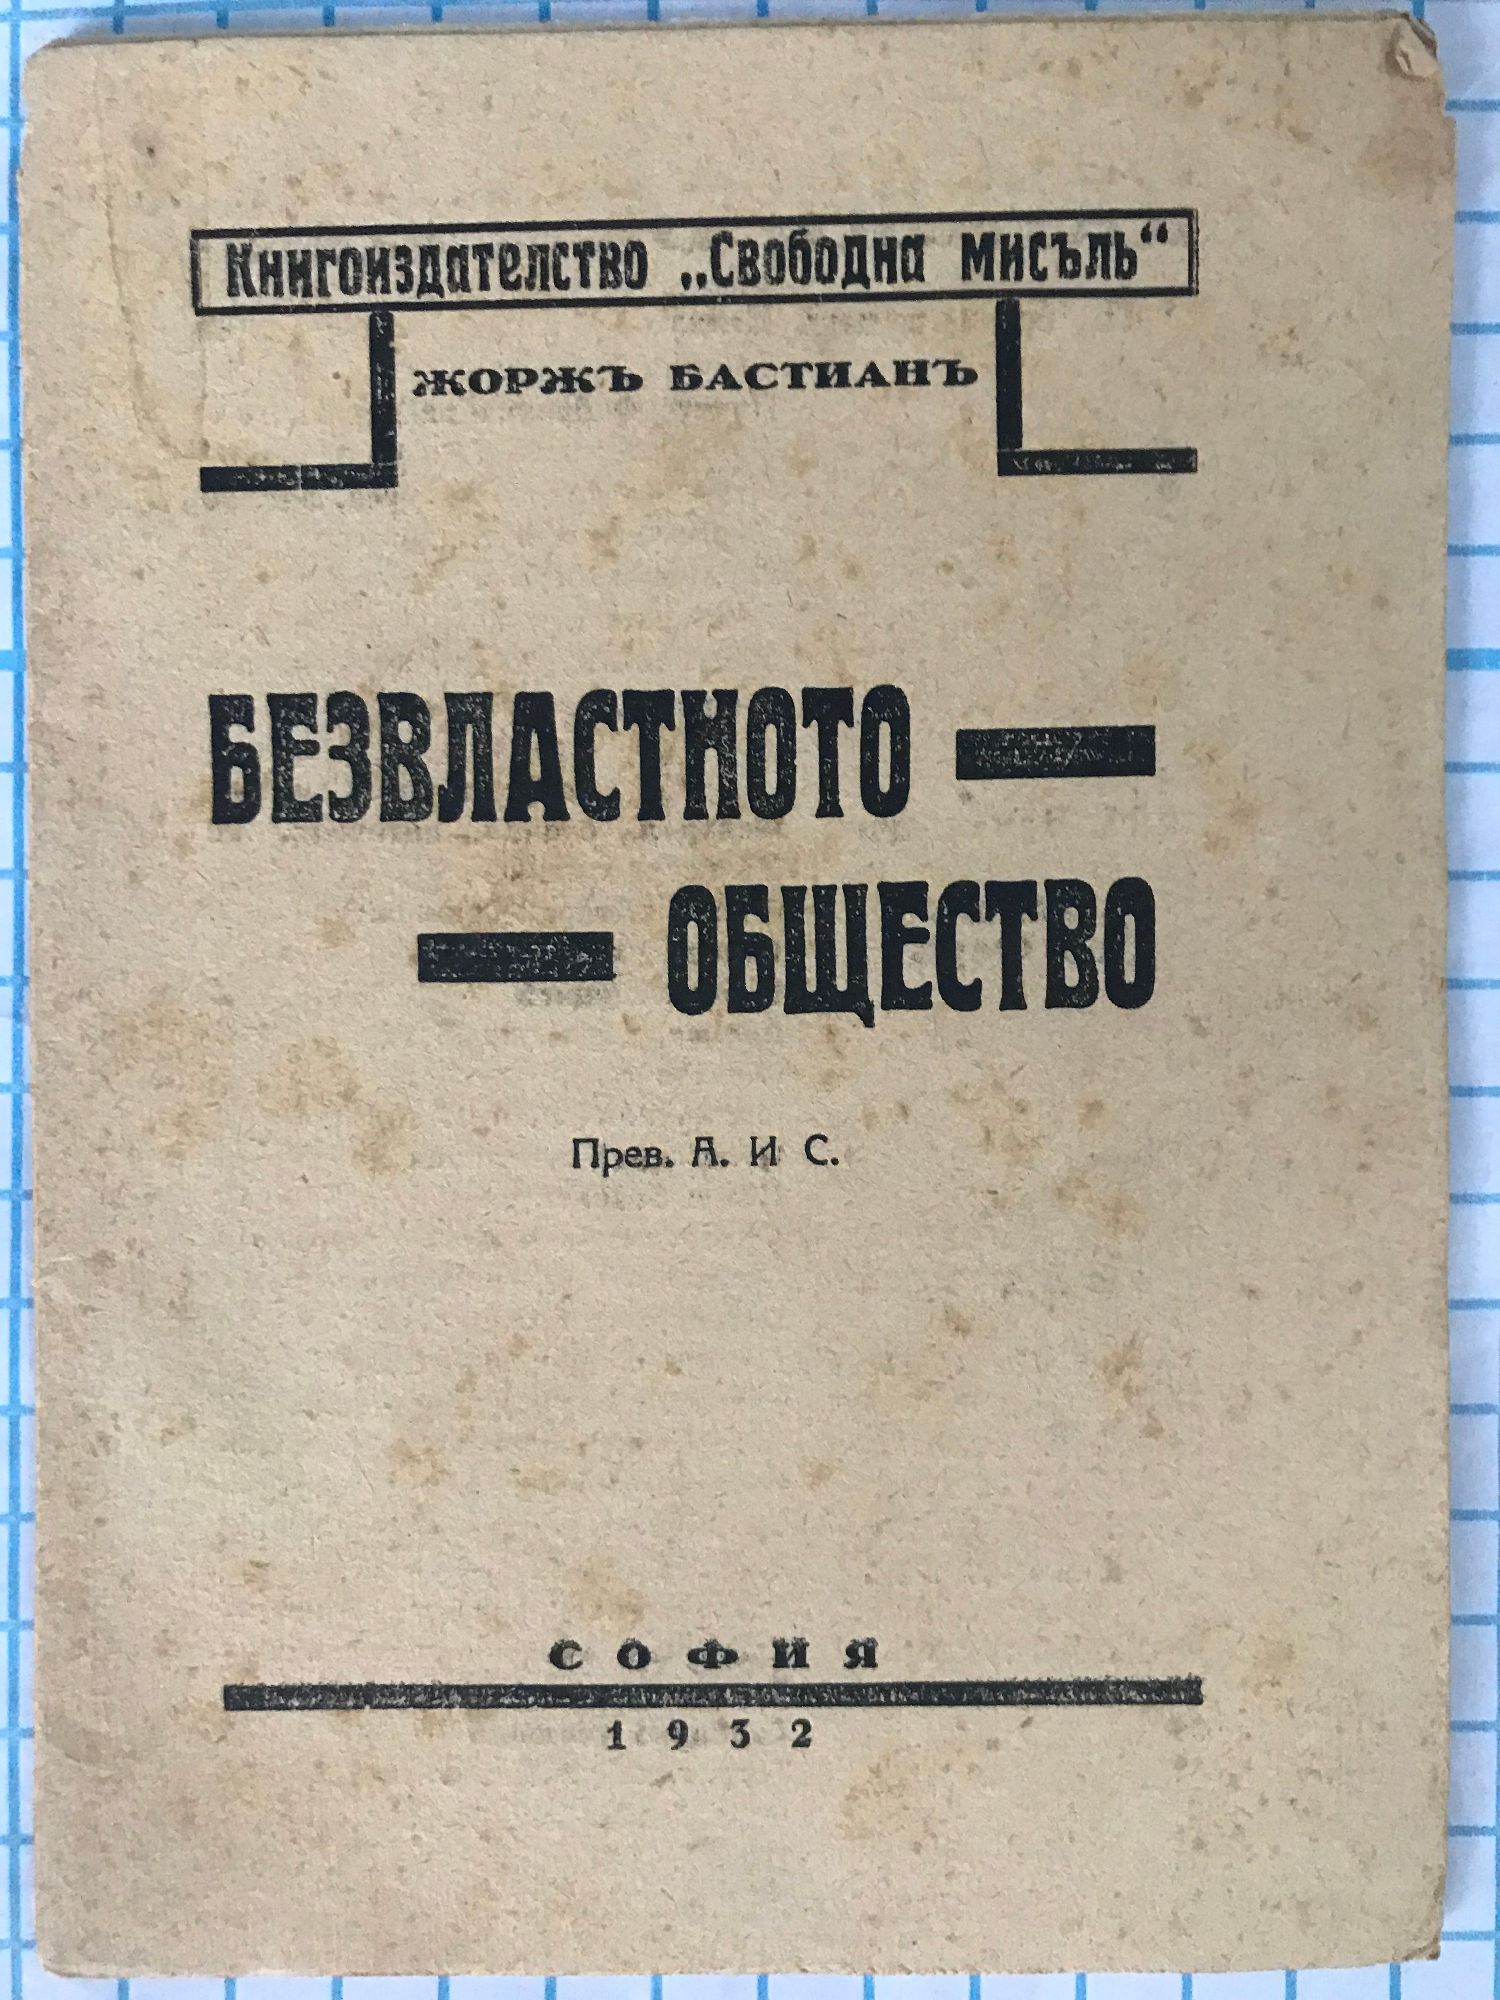 Книгоиздателство „Свободна мисъль“
ЖОРЖЪ БАСТИАНЪ
БЕЗВЛАСТНОТО —
— ОБЩЕСТВО
Прев. А. И С.
СОФИЯ
1932